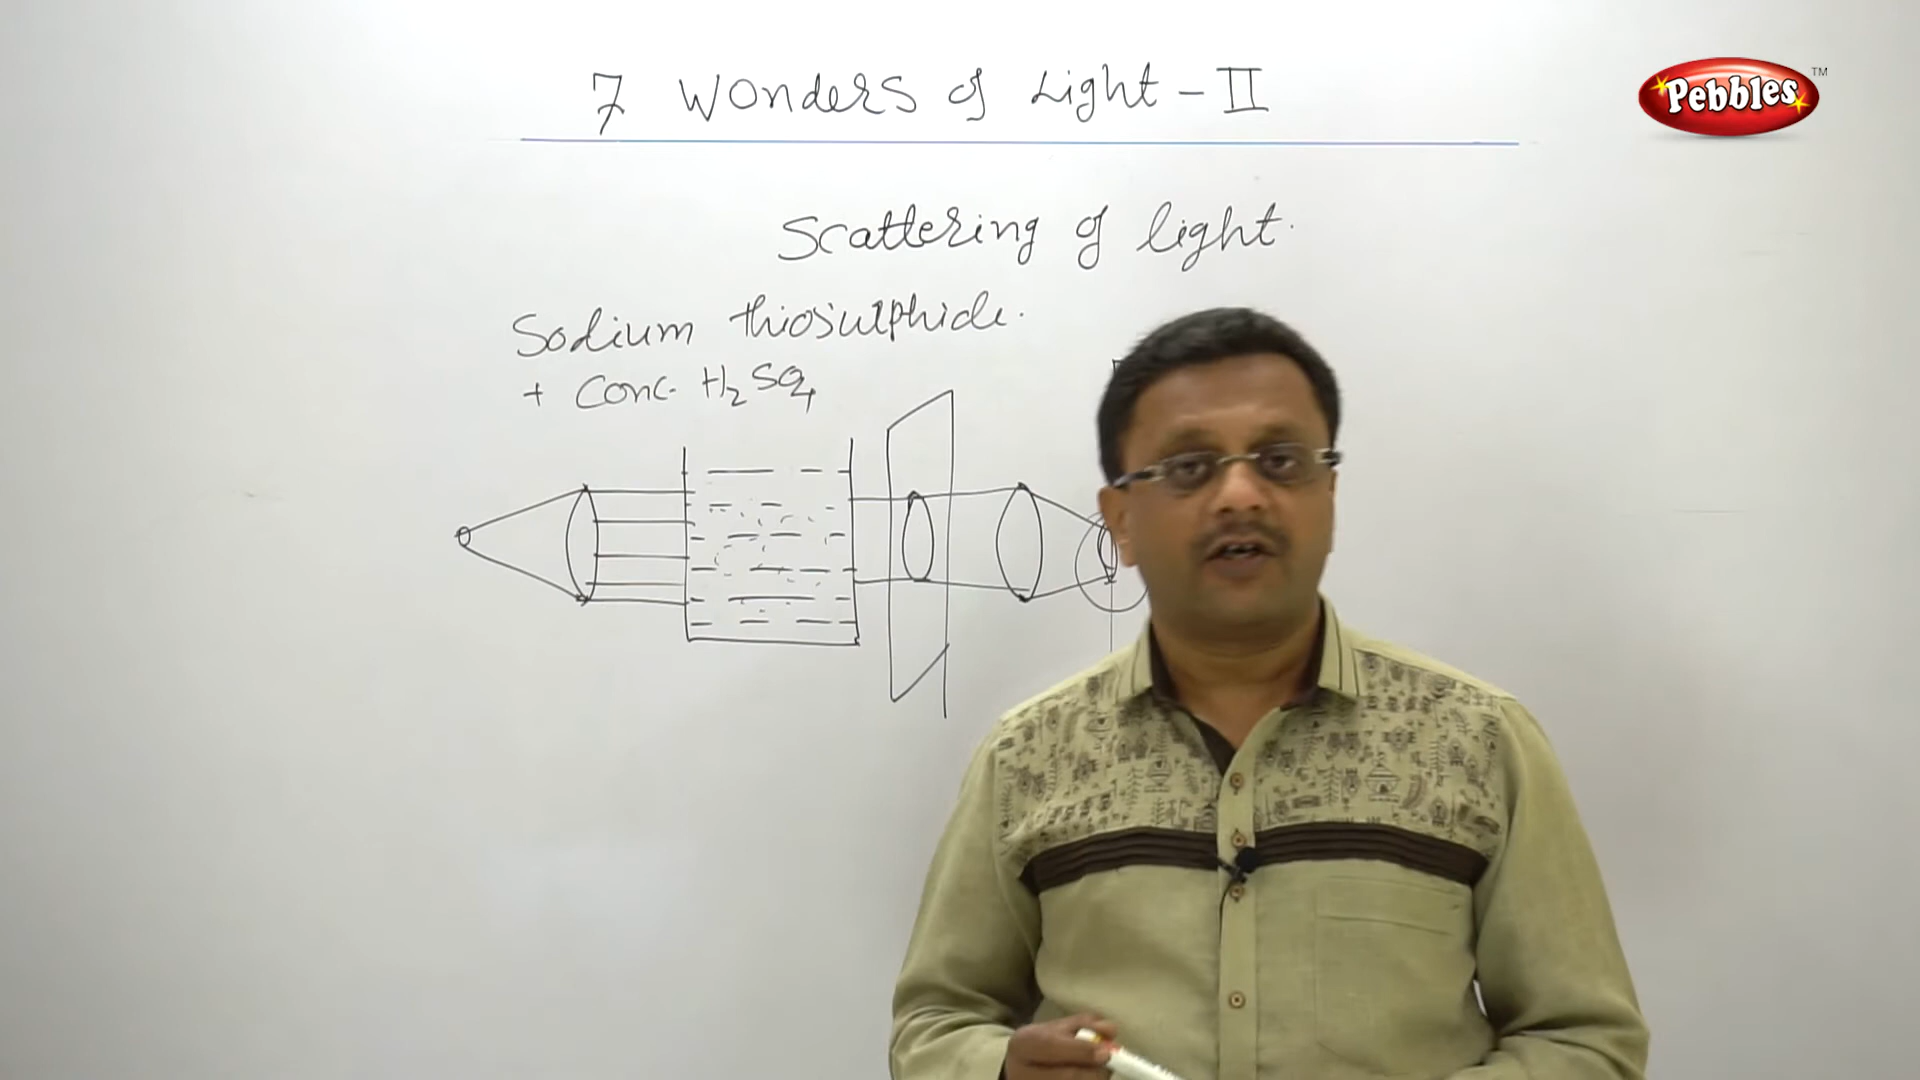 7 Wonders of Light - II
Pebbles TM
Scattering of light.
Sodium thiosulphide.
+ Conc. H2SO4